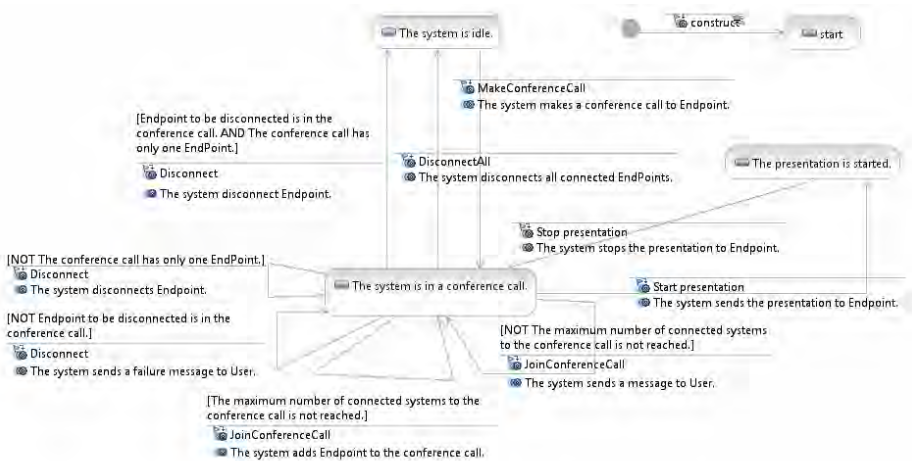 The system is idle.
construct
start
MakeConferenceCall
The system makes a conference call to Endpoint.
[Endpoint to be disconnected is in the
conference call. AND The conference call has
only one EndPoint.]
Disconnect
The system disconnect Endpoint.
DisconnectAll
The system disconnects all connected EndPoints.
The presentation is started.
Stop presentation
The system stops the presentation to Endpoint.
[NOT The conference call has only one EndPoint.]
Disconnect
The system disconnects Endpoint.
The system is in a conference call.
Start presentation
The system sends the presentation to Endpoint.
[NOT Endpoint to be disconnected is in the
conference call.]
Disconnect
The system sends a failure message to User.
[NOT The maximum number of connected systems
to the conference call is not reached.]
JoinConferenceCall
The system sends a message to User.
[The maximum number of connected systems to the
conference call is not reached.]
JoinConferenceCall
The system adds Endpoint to the conference call.